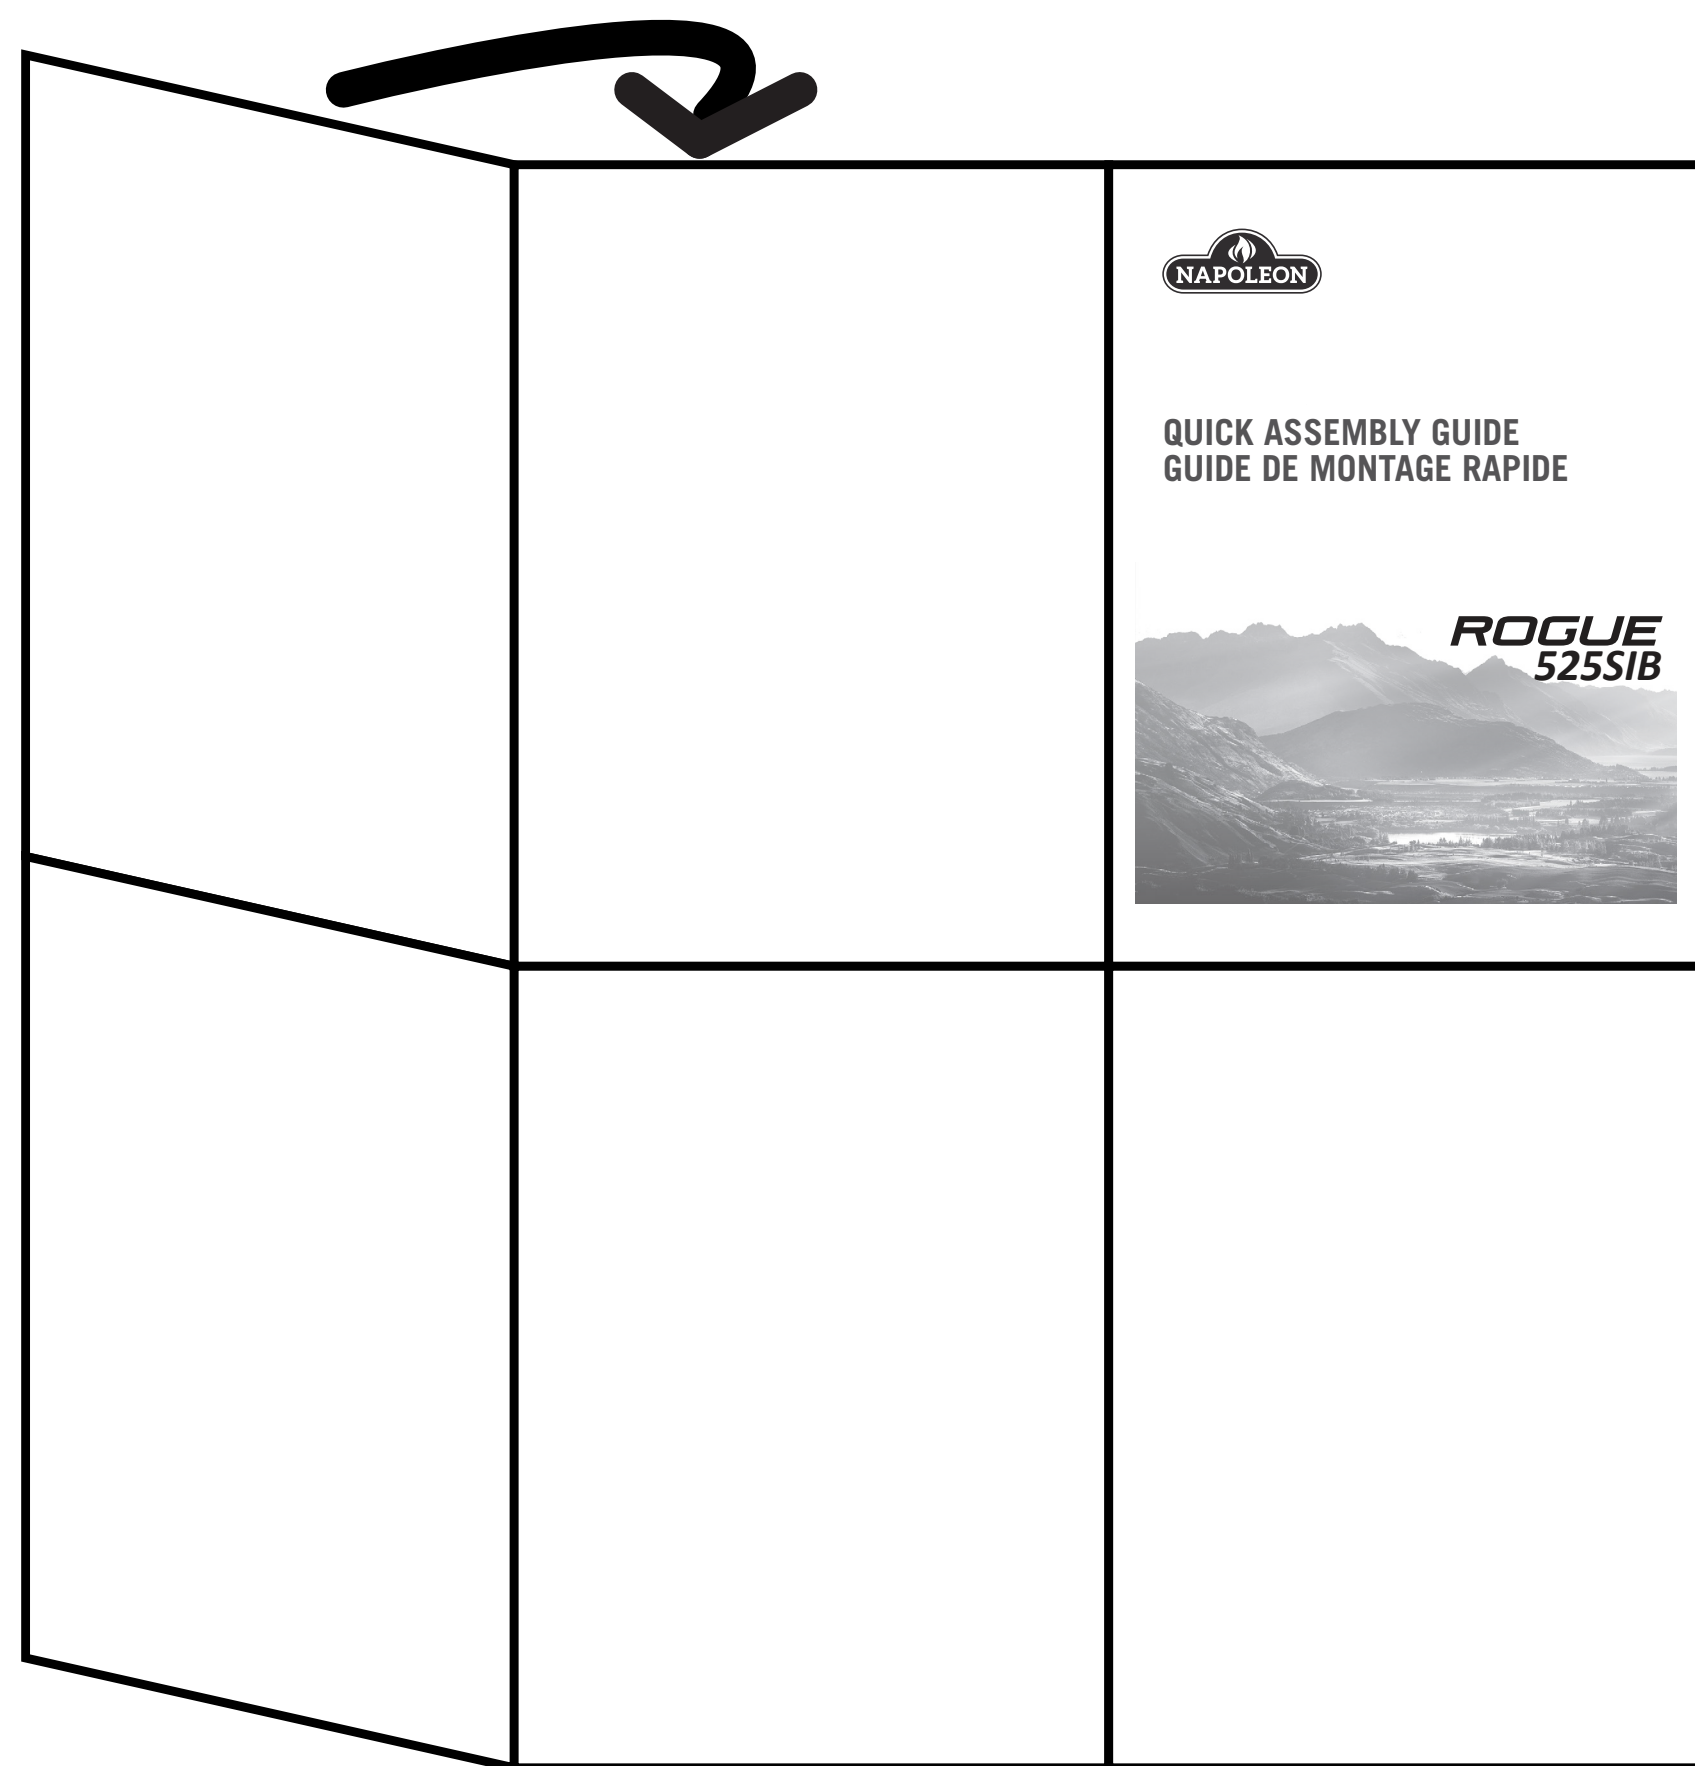 NAPOLEON
QUICK ASSEMBLY GUIDE
GUIDE DE MONTAGE RAPIDE
ROGUE
525SIB